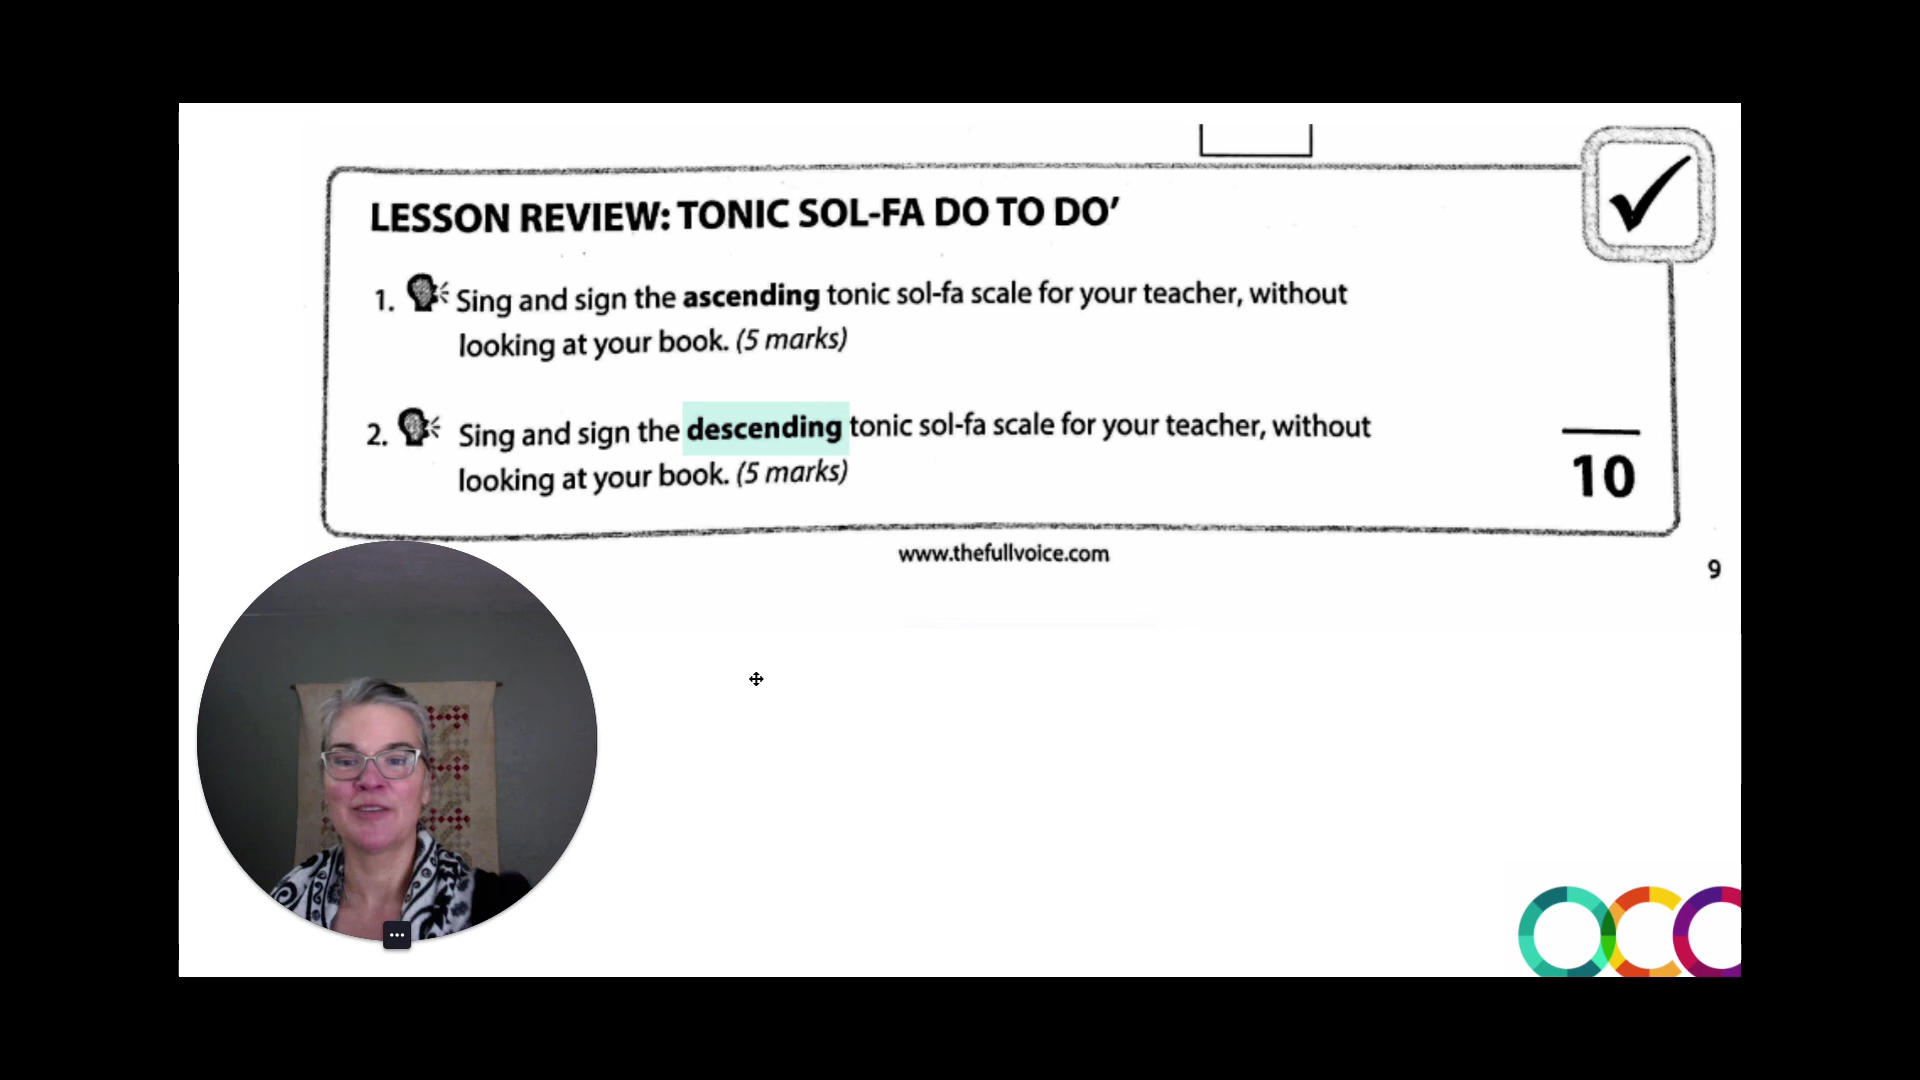 LESSON REVIEW: TONIC SOL-FA DO TO DO’
1. Sing and sign the ascending tonic sol-fa scale for your teacher, without
looking at your book. (5 marks)
2. Sing and sign the descending tonic sol-fa scale for your teacher, without
looking at your book. (5 marks)
10
www.thefullvoice.com
9
OCC